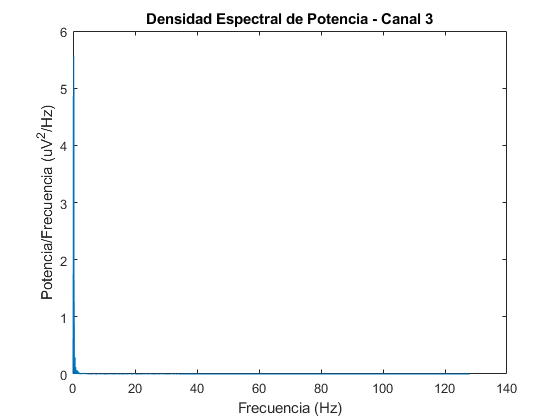 Densidad Espectral de Potencia - Canal 3
6
5
4
3
2
1
0
Potencia/Frecuencia (uV²/Hz)
0 20 40 60 80 100 120 140
Frecuencia (Hz)